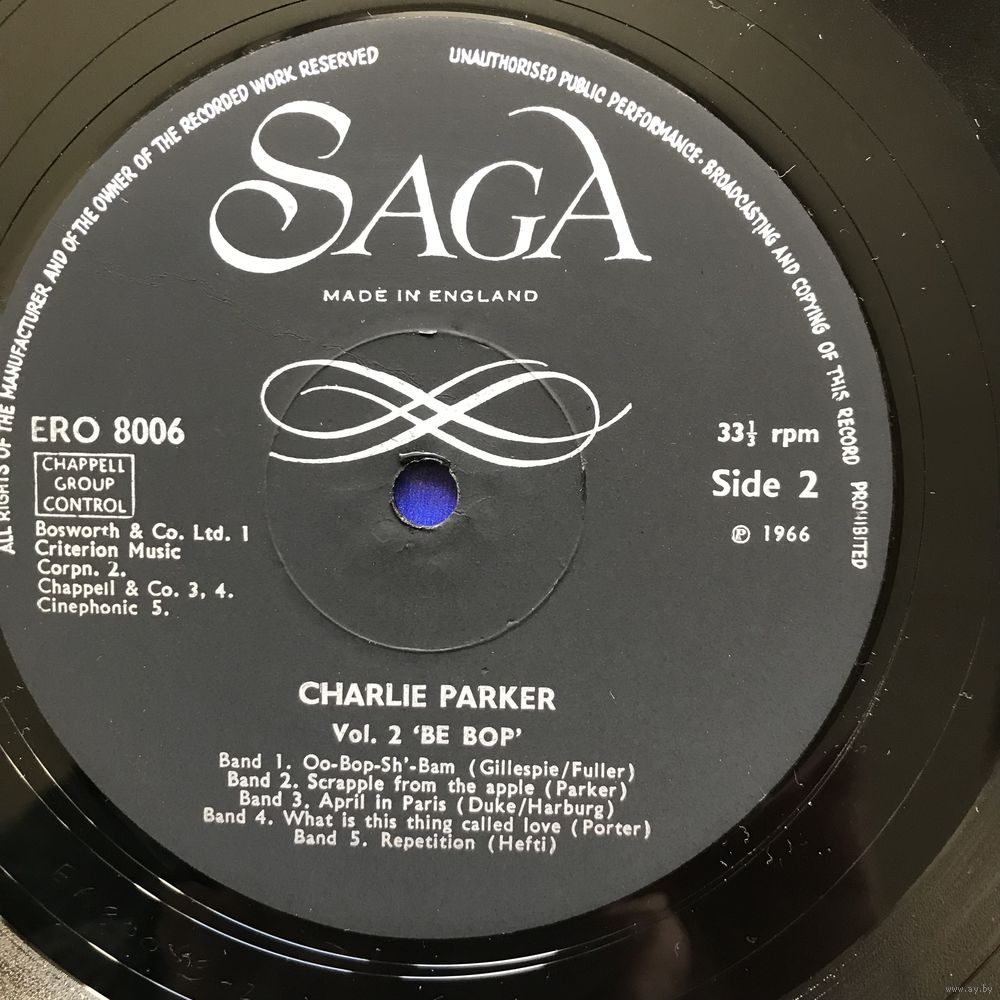 ALL RIGHTS OF THE MANUFACTURER AND OF THE OWNER OF THE RECORDED WORK RESERVED
UNAUTHORISED PUBLIC PERFORMANCE · BROADCASTING AND COPYING OF THIS RECORD PROHIBITED
SAGA
MADE IN ENGLAND
ERO 8006
CHAPPELL
GROUP
CONTROL
Bosworth & Co. Ltd. 1
Criterion Music
Corpn. 2.
Chappell & Co. 3, 4.
Cinephonic 5.
33⅓ rpm
Side 2
℗ 1966
CHARLIE PARKER
Vol. 2 ‘BE BOP’
Band 1. Oo-Bop-Sh’-Bam (Gillespie/Fuller)
Band 2. Scrapple from the apple (Parker)
Band 3. April in Paris (Duke/Harburg)
Band 4. What is this thing called love (Porter)
Band 5. Repetition (Hefti)
www.ay.by